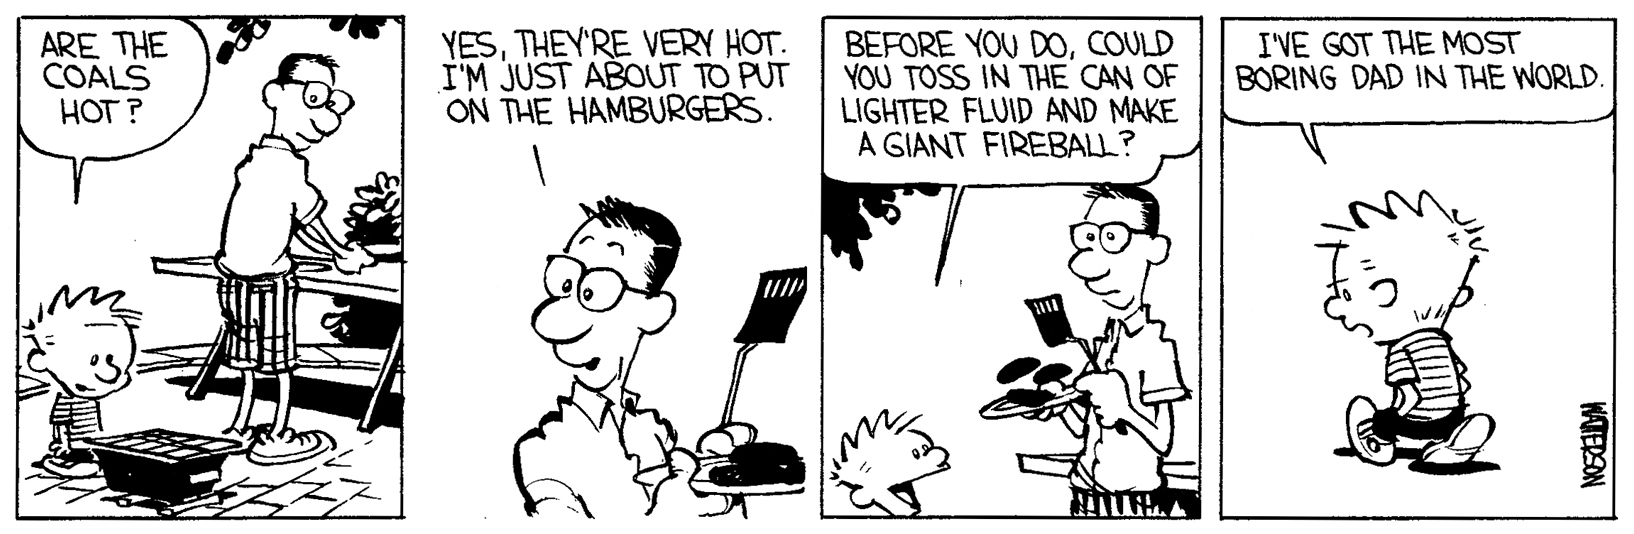 ARE THE
COALS
HOT?
YES, THEY'RE VERY HOT.
I'M JUST ABOUT TO PUT
ON THE HAMBURGERS.
BEFORE YOU DO, COULD
YOU TOSS IN THE CAN OF
LIGHTER FLUID AND MAKE
A GIANT FIREBALL?
I'VE GOT THE MOST
BORING DAD IN THE WORLD.
WATTERSON